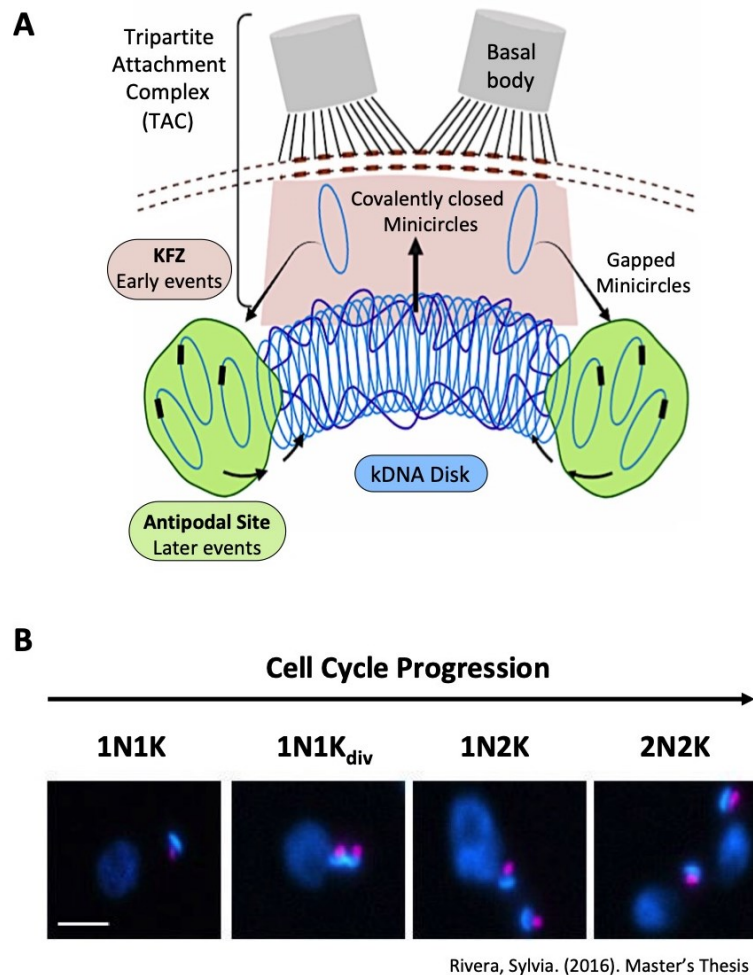 A
Tripartite
Attachment
Complex
(TAC)
Basal
body
Covalently closed
Minicircles
KFZ
Early events
Gapped
Minicircles
kDNA Disk
Antipodal Site
Later events
B
Cell Cycle Progression
1N1K
1N1Kdiv
1N2K
2N2K
Rivera, Sylvia. (2016). Master's Thesis